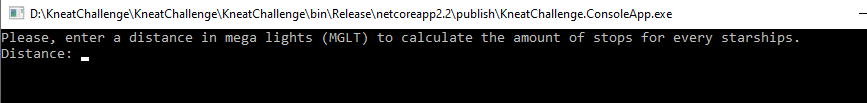 D:\KneatChallenge\KneatChallenge\KneatChallenge\bin\Release\netcoreapp2.2\publish\KneatChallenge.ConsoleApp.exe
Please, enter a distance in mega lights (MGLT) to calculate the amount of stops for every starships.
Distance: